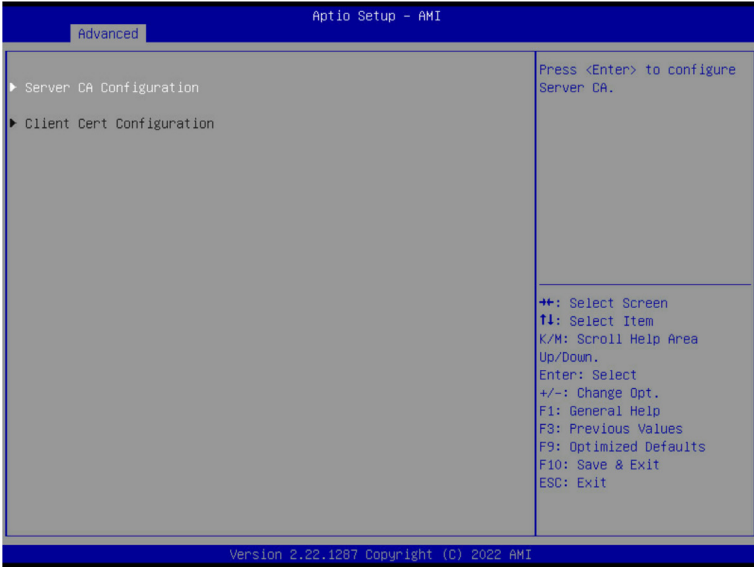 Aptio Setup – AMI
Advanced
Server CA Configuration
Client Cert Configuration
Press <Enter> to configure
Server CA.
→←: Select Screen
↑↓: Select Item
K/M: Scroll Help Area
Up/Down.
Enter: Select
+/-: Change Opt.
F1: General Help
F3: Previous Values
F9: Optimized Defaults
F10: Save & Exit
ESC: Exit
Version 2.22.1287 Copyright (C) 2022 AMI